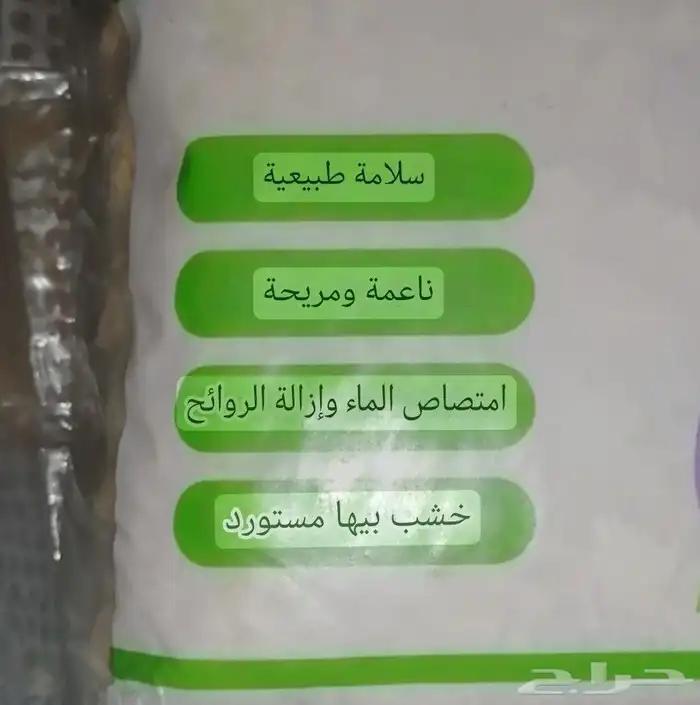 سلامة طبيعية
ناعمة ومريحة
امتصاص الماء وإزالة الروائح
خشب بيها مستورد
حراج